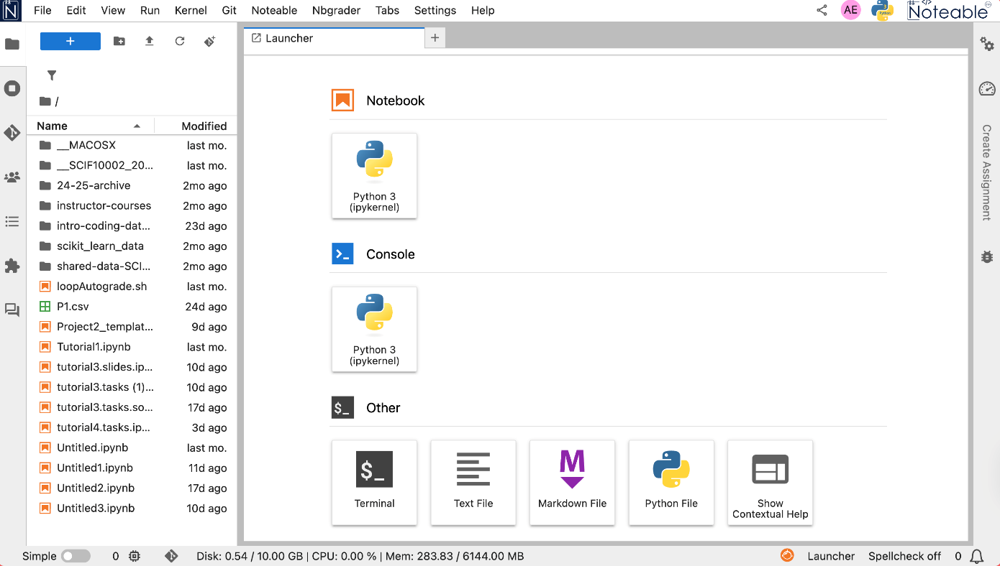 File Edit View Run Kernel Git Noteable Nbgrader Tabs Settings Help
AE
Python
Noteable
Launcher
/
Name Modified
__MACOSX last mo.
__SCIF10002_20... last mo.
24-25-archive 2mo ago
instructor-courses 2mo ago
intro-coding-dat... 23d ago
scikit_learn_data 2mo ago
shared-data-SCI... 2mo ago
loopAutograde.sh last mo.
P1.csv 24d ago
Project2_templat... 9d ago
Tutorial1.ipynb last mo.
tutorial3.slides.ip... 10d ago
tutorial3.tasks (1)... 10d ago
tutorial3.tasks.so... 17d ago
tutorial4.tasks.ip... 3d ago
Untitled.ipynb last mo.
Untitled1.ipynb 11d ago
Untitled2.ipynb 17d ago
Untitled3.ipynb 10d ago
Notebook
Python 3
(ipykernel)
Console
Python 3
(ipykernel)
$_ Other
$_
Terminal
Text File
M
Markdown File
Python File
Show
Contextual Help
Create Assignment
Simple 0 Disk: 0.54 / 10.00 GB | CPU: 0.00 % | Mem: 283.83 / 6144.00 MB Launcher Spellcheck off 0